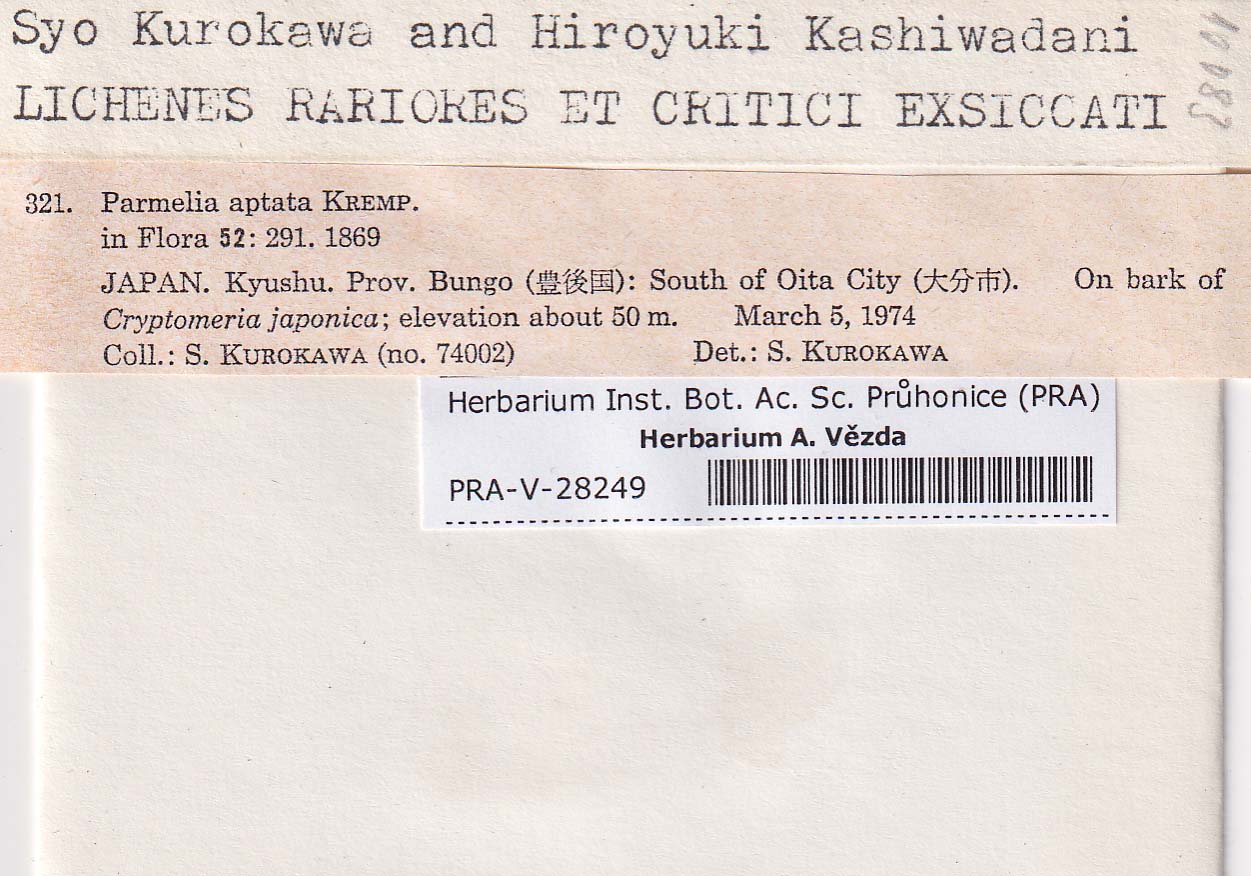 Syo Kurokawa and Hiroyuki Kashiwadani
LICHENES RARIORES ET CRITICI EXSICCATI
321. Parmelia aptata KREMP.
in Flora 52: 291. 1869
JAPAN. Kyushu. Prov. Bungo (豊後国): South of Oita City (大分市). On bark of
Cryptomeria japonica; elevation about 50 m. March 5, 1974
Coll.: S. KUROKAWA (no. 74002) Det.: S. KUROKAWA
Herbarium Inst. Bot. Ac. Sc. Průhonice (PRA)
Herbarium A. Vězda
PRA-V-28249